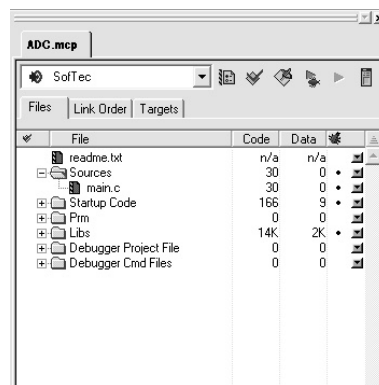 ADC.mcp
SofTec
Files Link Order Targets
File Code Data
readme.txt n/a n/a
Sources 30 0
main.c 30 0
Startup Code 166 9
Prm 0 0
Libs 14K 2K
Debugger Project File 0 0
Debugger Cmd Files 0 0